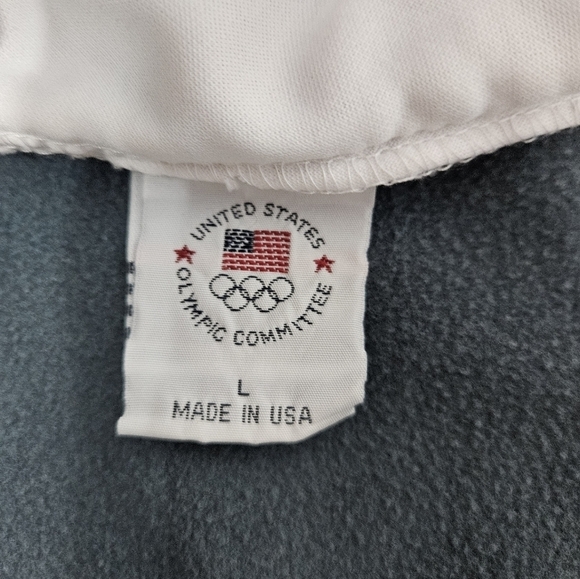 UNITED STATES
OLYMPIC COMMITTEE
L
MADE IN USA